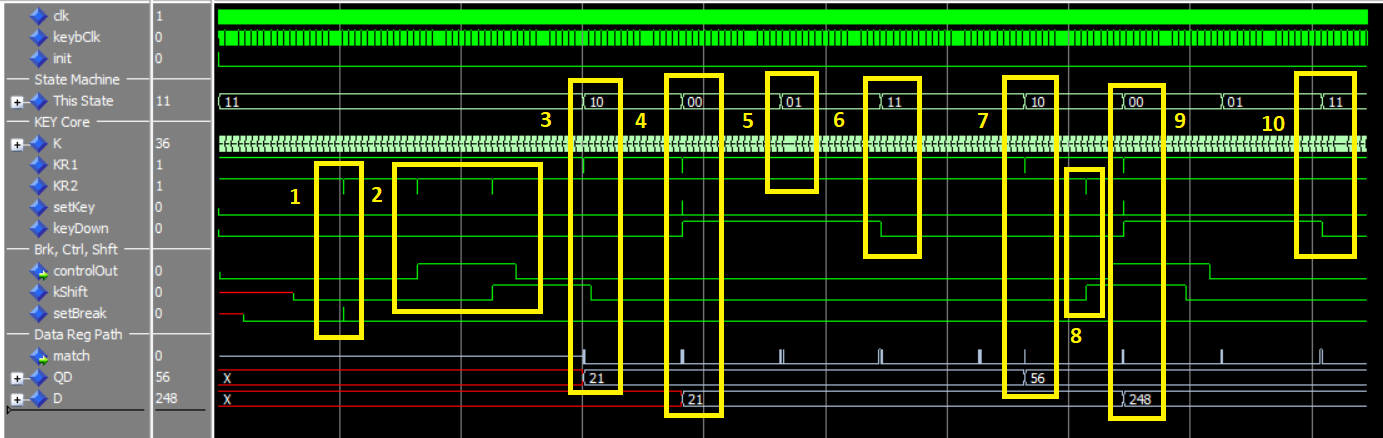 clk 1
keybClk 0
init 0
State Machine
This State 11 11 10 00 01 11 10 00 01 11
KEY Core 3 4 5 6 7 9 10
K 36
KR1 1
KR2 1
1 2
setKey 0
keyDown 0
Brk, Ctrl, Shft
controlOut 0
kShift 0
setBreak 0
Data Reg Path 8
match 0
QD 56 X 21 56
D 248 X 21 248